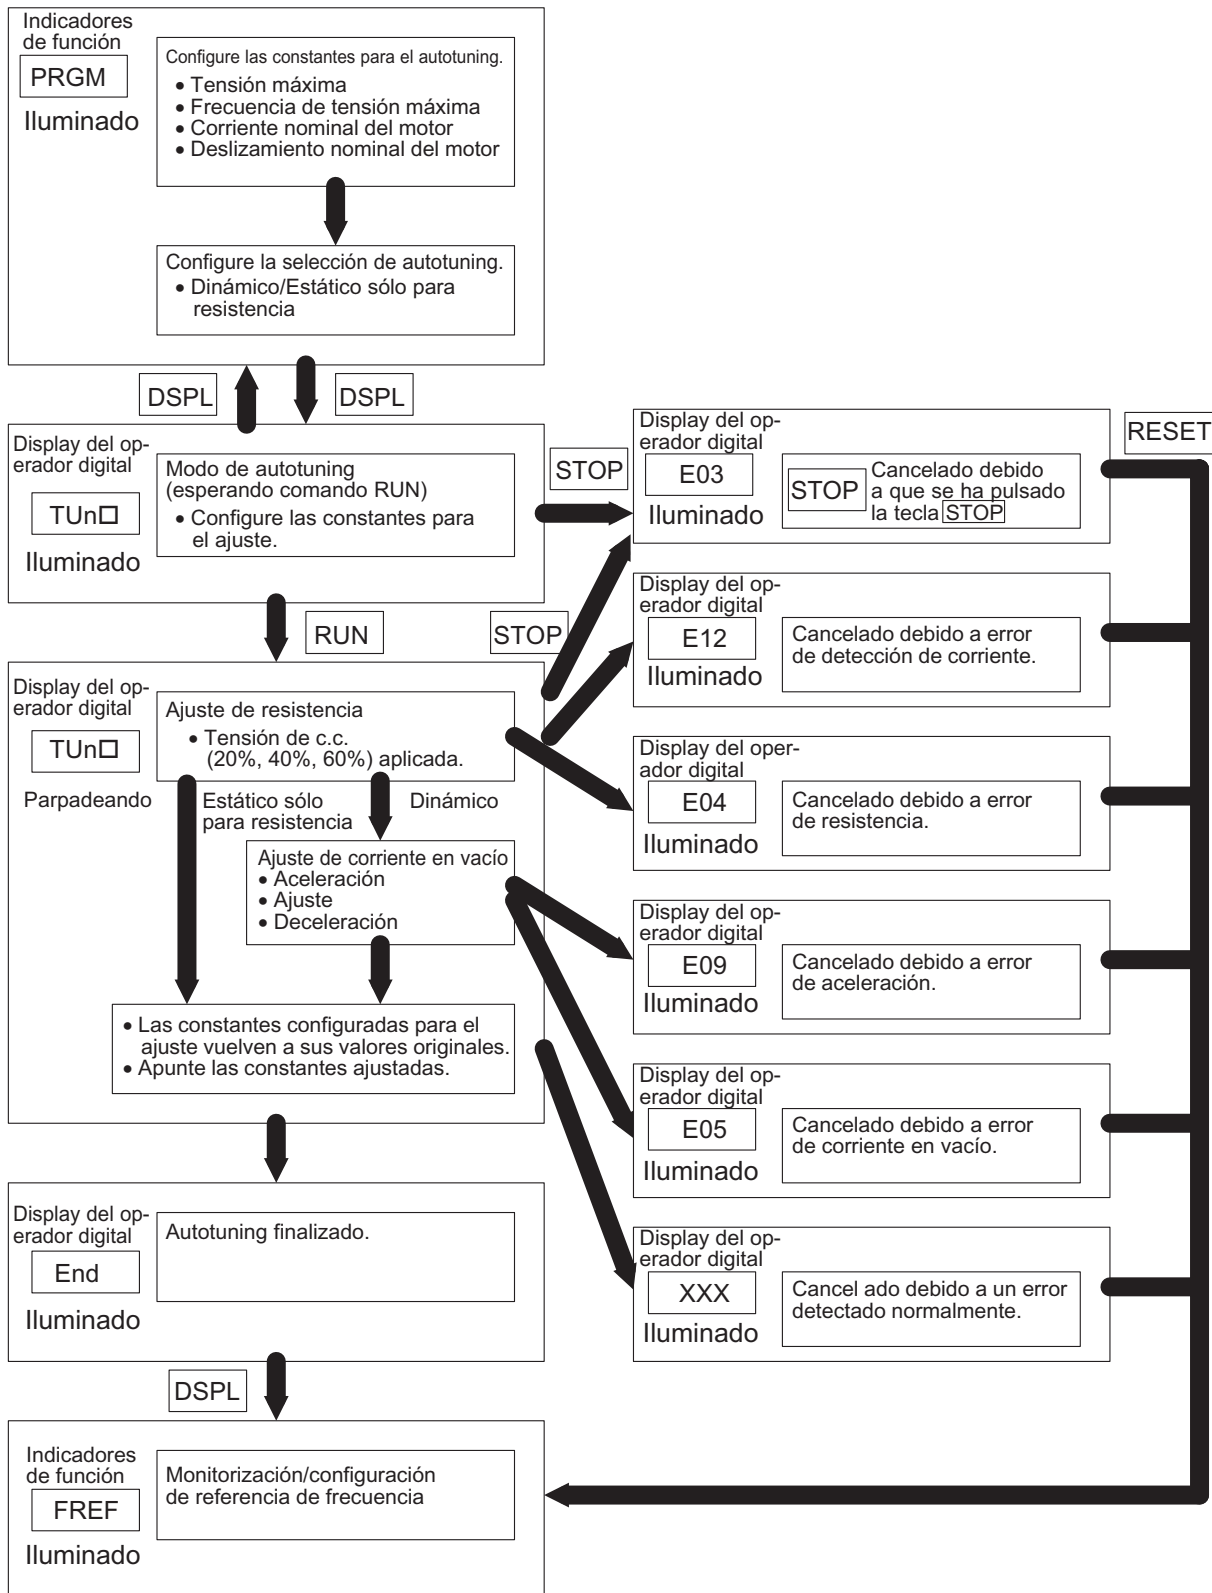 Indicadores
de función
PRGM
Iluminado
Configure las constantes para el autotuning.
• Tensión máxima
• Frecuencia de tensión máxima
• Corriente nominal del motor
• Deslizamiento nominal del motor
Configure la selección de autotuning.
• Dinámico/Estático sólo para
resistencia
DSPL
DSPL
Display del op-
erador digital
TUn□
Iluminado
Modo de autotuning
(esperando comando RUN)
• Configure las constantes para
el ajuste.
STOP
Display del op-
erador digital
E03
Iluminado
STOP
Cancelado debido
a que se ha pulsado
la tecla STOP
RESET
RUN
STOP
Display del op-
erador digital
E12
Iluminado
Cancelado debido a error
de detección de corriente.
Display del op-
erador digital
TUn□
Parpadeando
Ajuste de resistencia
• Tensión de c.c.
(20%, 40%, 60%) aplicada.
Estático sólo
para resistencia
Dinámico
Ajuste de corriente en vacío
• Aceleración
• Ajuste
• Deceleración
• Las constantes configuradas para el
ajuste vuelven a sus valores originales.
• Apunte las constantes ajustadas.
Display del oper-
ador digital
E04
Iluminado
Cancelado debido a error
de resistencia.
Display del op-
erador digital
E09
Iluminado
Cancelado debido a error
de aceleración.
Display del op-
erador digital
E05
Iluminado
Cancelado debido a error
de corriente en vacío.
Display del op-
erador digital
End
Iluminado
Autotuning finalizado.
Display del op-
erador digital
XXX
Iluminado
Cancel ado debido a un error
detectado normalmente.
DSPL
Indicadores
de función
FREF
Iluminado
Monitorización/configuración
de referencia de frecuencia